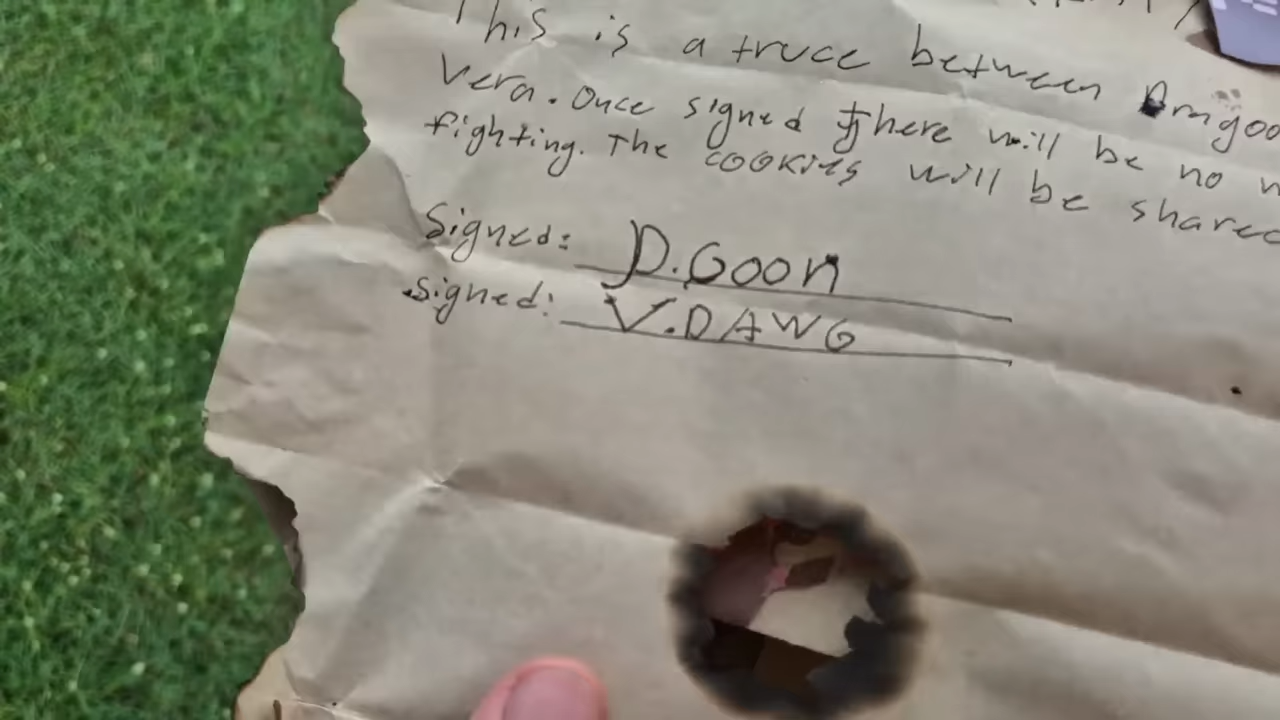 This is a truce between Dmgoo
Vera. Once signed there will be no
fighting. The cookies will be shared
Signed: D.Goon
Signed: V.DAWG